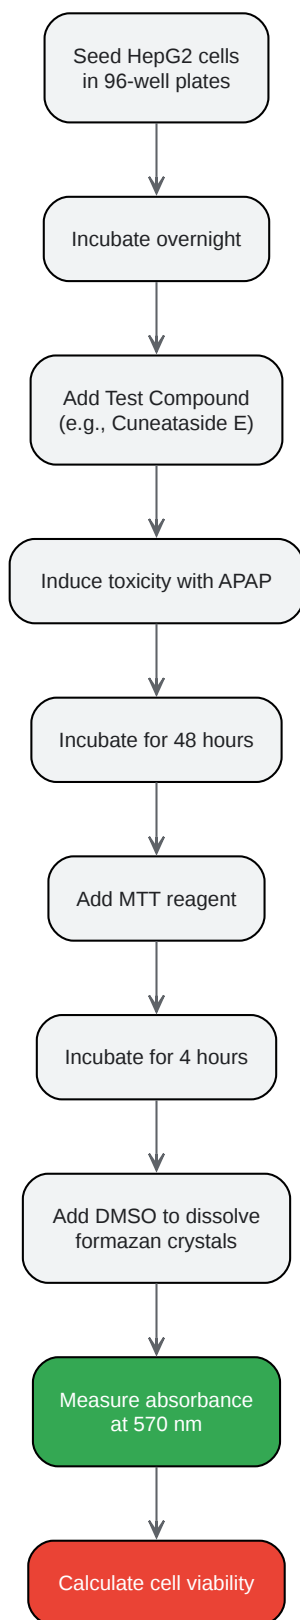 Seed HepG2 cells
in 96-well plates
Incubate overnight
Add Test Compound
(e.g., Cuneataside E)
Induce toxicity with APAP
Incubate for 48 hours
Add MTT reagent
Incubate for 4 hours
Add DMSO to dissolve
formazan crystals
Measure absorbance
at 570 nm
Calculate cell viability